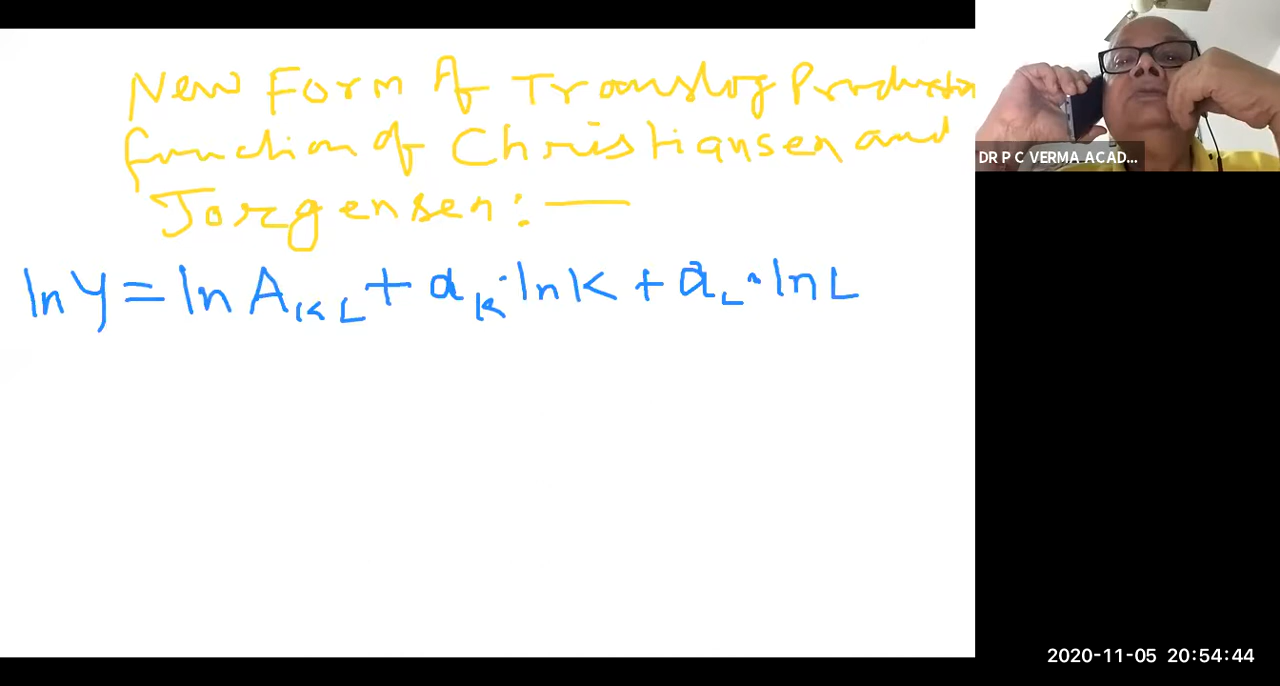 New Form Of Translog Production
function of Christiansen and
Jorgensen: —
ln Y = ln A_KL + α_K · ln K + α_L · ln L
DR P C VERMA ACAD...
2020-11-05 20:54:44